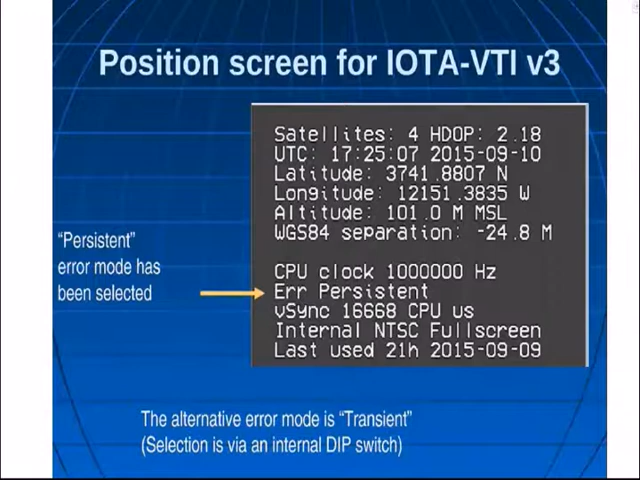 Position screen for IOTA-VTI v3
Satellites: 4 HDOP: 2.18
UTC: 17:25:07 2015-09-10
Latitude: 3741.8807 N
Longitude: 12151.3835 W
Altitude: 101.0 M MSL
WGS84 separation: -24.8 M
CPU clock 1000000 Hz
Err Persistent
vSync 16668 CPU us
Internal NTSC Fullscreen
Last used 21h 2015-09-09
“Persistent”
error mode has
been selected
The alternative error mode is “Transient”
(Selection is via an internal DIP switch)